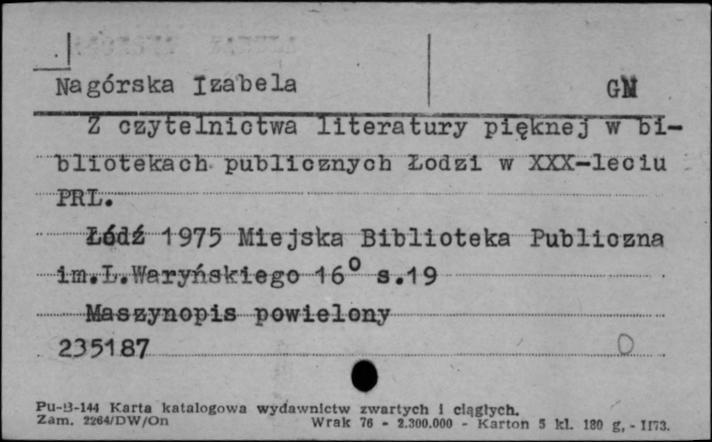 Nagórska Izabela GM
Z czytelnictwa literatury pięknej w bi-
bliotekach publicznych Łodzi w XXX-leciu
PRL.
Łódź 1975 Miejska Biblioteka Publiczna
im.L.Waryńskiego 16° s.19
Maszynopis powielony
235187 O
Pu-B-144 Karta katalogowa wydawnictw zwartych i ciągłych.
Zam. 2264/DW/On Wrak 76 - 2.300.000 - Karton 5 kl. 180 g, - 1173.